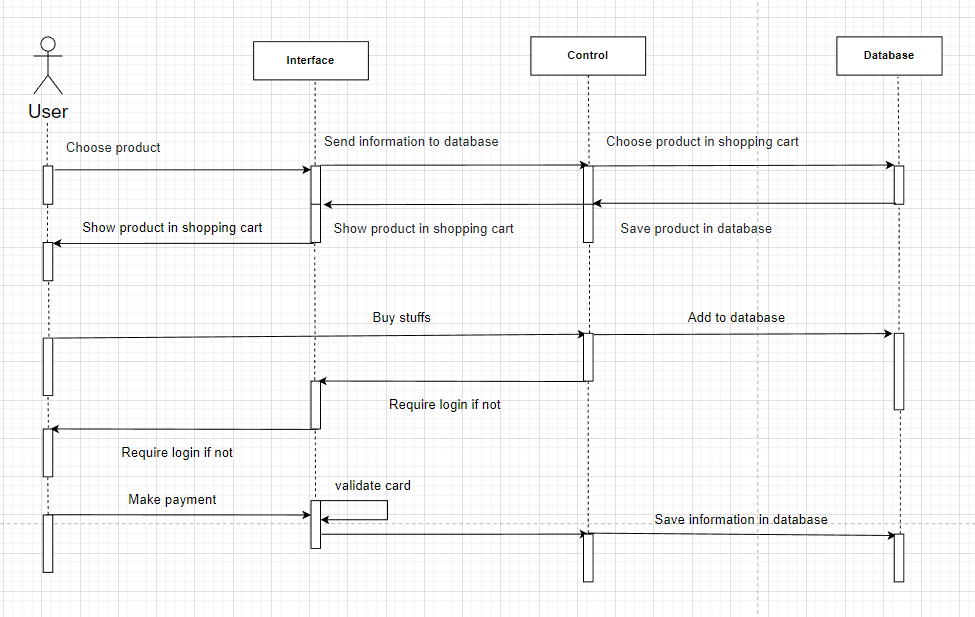 User
Interface
Control
Database
Choose product
Send information to database
Choose product in shopping cart
Show product in shopping cart
Show product in shopping cart
Save product in database
Buy stuffs
Add to database
Require login if not
Require login if not
validate card
Make payment
Save information in database